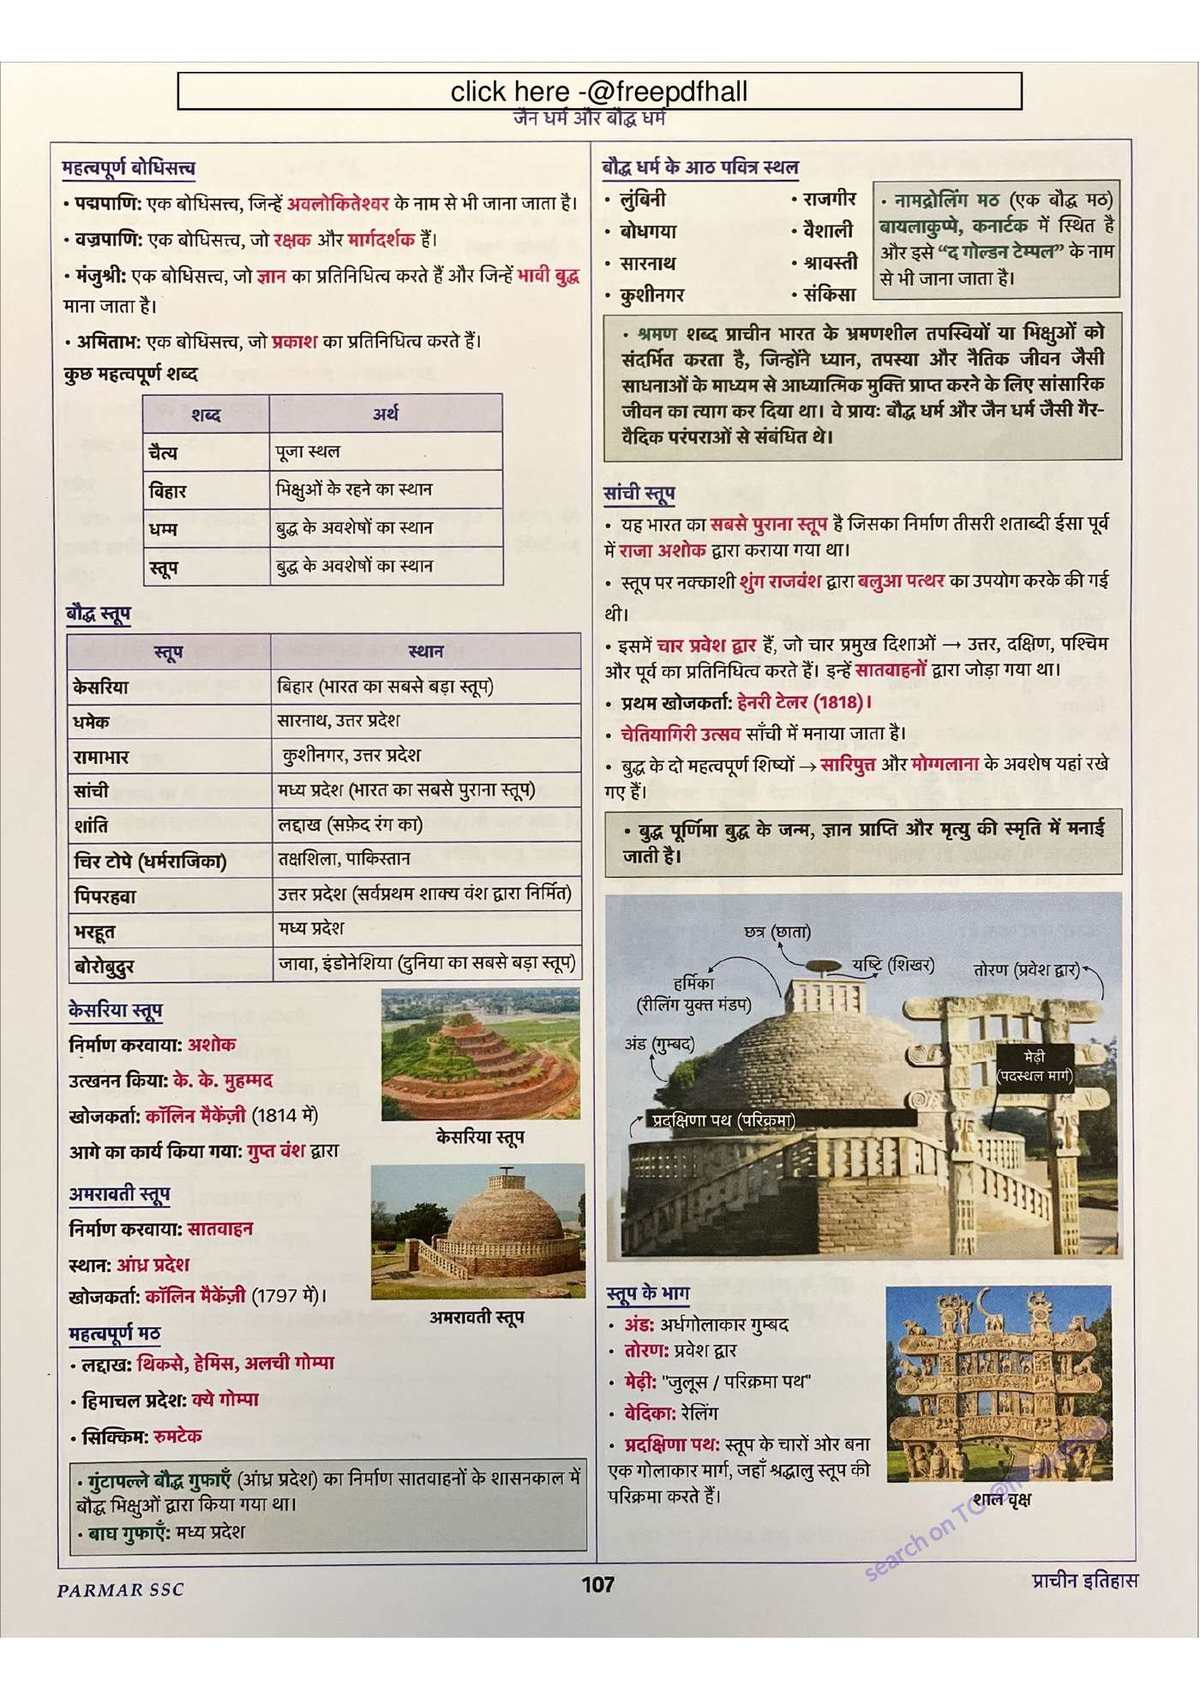 click here -@freepdfhall
जैन धर्म और बौद्ध धर्म
महत्वपूर्ण बोधिसत्त्व
• पद्मपाणि: एक बोधिसत्त्व, जिन्हें अवलोकितेश्वर के नाम से भी जाना जाता है।
• वज्रपाणि: एक बोधिसत्त्व, जो रक्षक और मार्गदर्शक हैं।
• मंजुश्री: एक बोधिसत्त्व, जो ज्ञान का प्रतिनिधित्व करते हैं और जिन्हें भावी बुद्ध
माना जाता है।
• अमिताभ: एक बोधिसत्त्व, जो प्रकाश का प्रतिनिधित्व करते हैं।
कुछ महत्वपूर्ण शब्द
शब्द अर्थ
चैत्य पूजा स्थल
विहार भिक्षुओं के रहने का स्थान
धम्म बुद्ध के अवशेषों का स्थान
स्तूप बुद्ध के अवशेषों का स्थान
बौद्ध स्तूप
स्तूप स्थान
केसरिया बिहार (भारत का सबसे बड़ा स्तूप)
धमेक सारनाथ, उत्तर प्रदेश
रामाभार कुशीनगर, उत्तर प्रदेश
सांची मध्य प्रदेश (भारत का सबसे पुराना स्तूप)
शांति लद्दाख (सफ़ेद रंग का)
चिर टोपे (धर्मराजिका) तक्षशिला, पाकिस्तान
पिपरहवा उत्तर प्रदेश (सर्वप्रथम शाक्य वंश द्वारा निर्मित)
भरहूत मध्य प्रदेश
बोरोबुदुर जावा, इंडोनेशिया (दुनिया का सबसे बड़ा स्तूप)
केसरिया स्तूप
निर्माण करवाया: अशोक
उत्खनन किया: के. के. मुहम्मद
खोजकर्ता: कॉलिन मैकेंज़ी (1814 में)
आगे का कार्य किया गया: गुप्त वंश द्वारा
केसरिया स्तूप
अमरावती स्तूप
निर्माण करवाया: सातवाहन
स्थान: आंध्र प्रदेश
खोजकर्ता: कॉलिन मैकेंज़ी (1797 में)।
अमरावती स्तूप
महत्वपूर्ण मठ
• लद्दाख: थिकसे, हेमिस, अलची गोम्पा
• हिमाचल प्रदेश: क्ये गोम्पा
• सिक्किम: रुमटेक
• गुंटापल्ले बौद्ध गुफाएँ (आंध्र प्रदेश) का निर्माण सातवाहनों के शासनकाल में
बौद्ध भिक्षुओं द्वारा किया गया था।
• बाघ गुफाएँ: मध्य प्रदेश
बौद्ध धर्म के आठ पवित्र स्थल
• लुंबिनी • राजगीर
• बोधगया • वैशाली
• सारनाथ • श्रावस्ती
• कुशीनगर • संकिसा
• नामद्रोलिंग मठ (एक बौद्ध मठ)
बायलाकुप्पे, कनार्टक में स्थित है
और इसे “द गोल्डन टेम्पल” के नाम
से भी जाना जाता है।
• श्रमण शब्द प्राचीन भारत के भ्रमणशील तपस्वियों या भिक्षुओं को
संदर्भित करता है, जिन्होंने ध्यान, तपस्या और नैतिक जीवन जैसी
साधनाओं के माध्यम से आध्यात्मिक मुक्ति प्राप्त करने के लिए सांसारिक
जीवन का त्याग कर दिया था। वे प्रायः बौद्ध धर्म और जैन धर्म जैसी गैर-
वैदिक परंपराओं से संबंधित थे।
सांची स्तूप
• यह भारत का सबसे पुराना स्तूप है जिसका निर्माण तीसरी शताब्दी ईसा पूर्व
में राजा अशोक द्वारा कराया गया था।
• स्तूप पर नक्काशी शुंग राजवंश द्वारा बलुआ पत्थर का उपयोग करके की गई
थी।
• इसमें चार प्रवेश द्वार हैं, जो चार प्रमुख दिशाओं → उत्तर, दक्षिण, पश्चिम
और पूर्व का प्रतिनिधित्व करते हैं। इन्हें सातवाहनों द्वारा जोड़ा गया था।
• प्रथम खोजकर्ता: हेनरी टेलर (1818)।
• चेतियागिरी उत्सव साँची में मनाया जाता है।
• बुद्ध के दो महत्वपूर्ण शिष्यों → सारिपुत्त और मोग्गलाना के अवशेष यहां रखे
गए हैं।
• बुद्ध पूर्णिमा बुद्ध के जन्म, ज्ञान प्राप्ति और मृत्यु की स्मृति में मनाई
जाती है।
छत्र (छाता)
यष्टि (शिखर)
तोरण (प्रवेश द्वार)
हर्मिका
(रीलिंग युक्त मंडप)
अंड (गुम्बद)
मेढ़ी
(पदस्थल मार्ग)
प्रदक्षिणा पथ (परिक्रमा)
स्तूप के भाग
• अंड: अर्धगोलाकार गुम्बद
• तोरण: प्रवेश द्वार
• मेढ़ी: "जुलूस / परिक्रमा पथ"
• वेदिका: रेलिंग
• प्रदक्षिणा पथ: स्तूप के चारों ओर बना
एक गोलाकार मार्ग, जहाँ श्रद्धालु स्तूप की
परिक्रमा करते हैं।
शाल वृक्ष
search on TG
PARMAR SSC
107
प्राचीन इतिहास